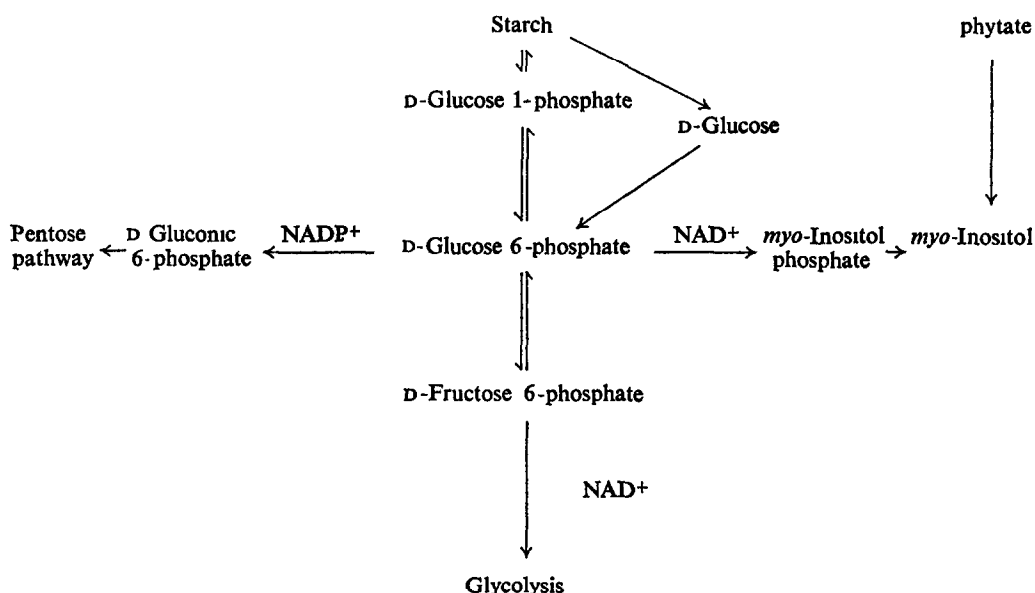 Starch
phytate
D-Glucose 1-phosphate
D-Glucose
Pentose
pathway
D Gluconic
6-phosphate
NADP+
D-Glucose 6-phosphate
NAD+
myo-Inositol
phosphate
myo-Inositol
D-Fructose 6-phosphate
NAD+
Glycolysis